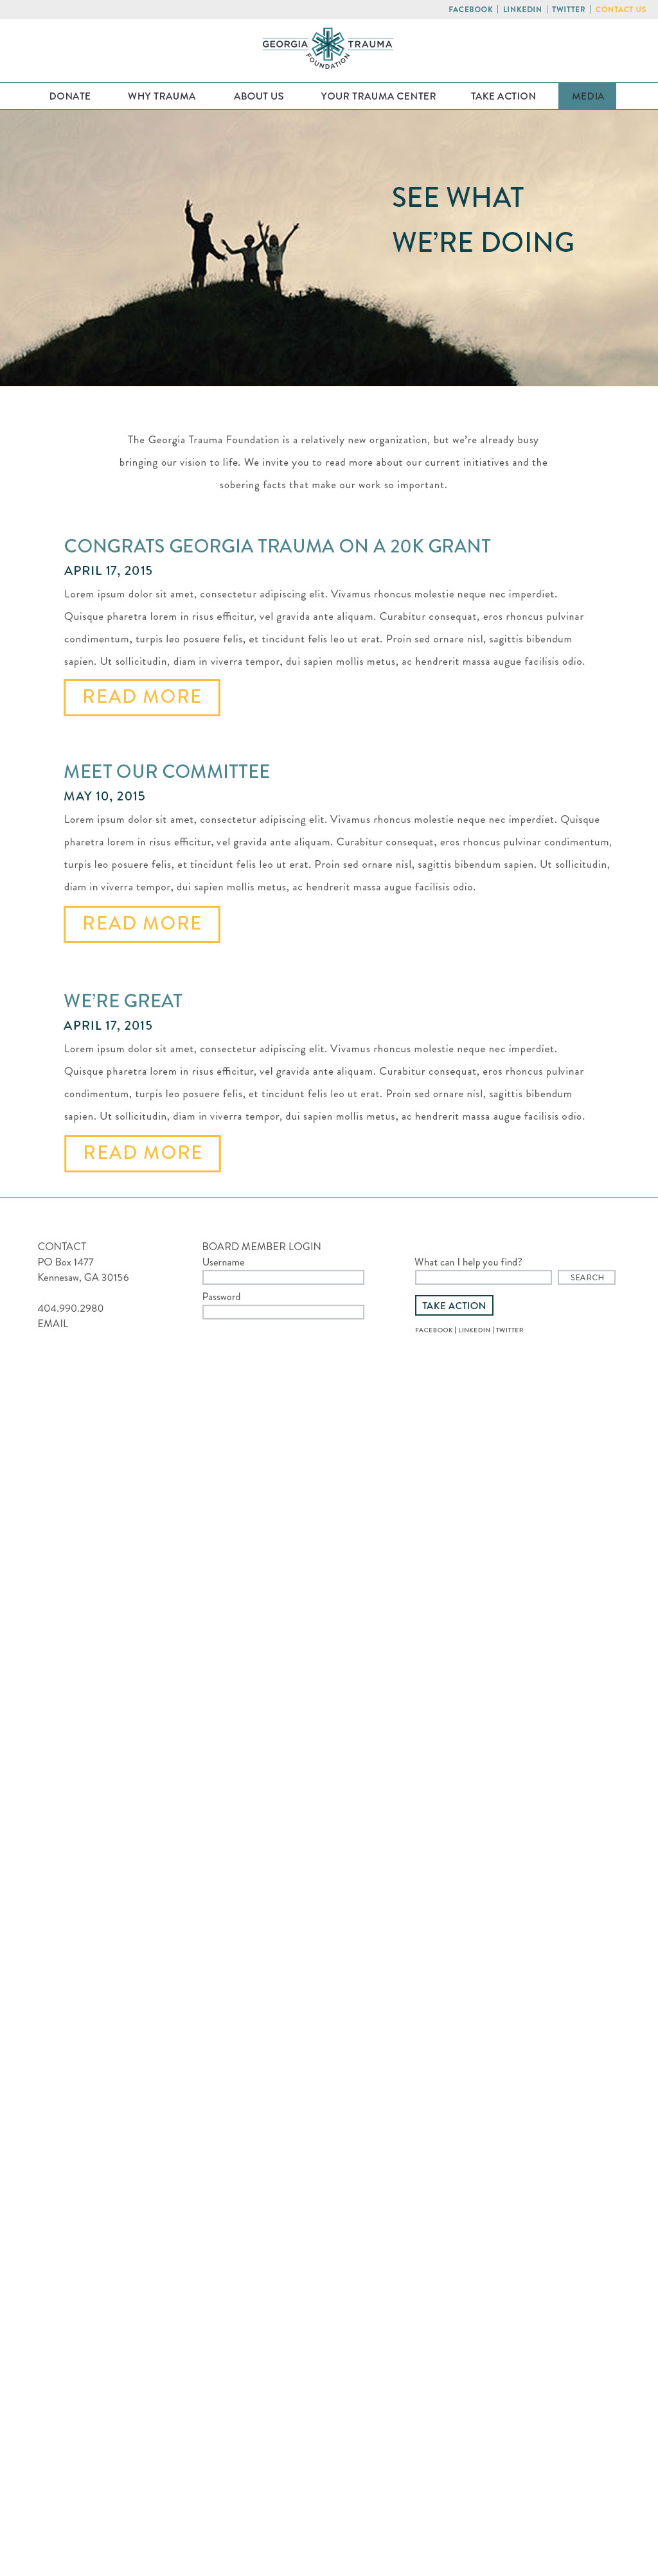 FACEBOOK | LINKEDIN | TWITTER | CONTACT US
GEORGIA TRAUMA
FOUNDATION
DONATE WHY TRAUMA ABOUT US YOUR TRAUMA CENTER TAKE ACTION MEDIA
SEE WHAT
WE’RE DOING
The Georgia Trauma Foundation is a relatively new organization, but we’re already busy
bringing our vision to life. We invite you to read more about our current initiatives and the
sobering facts that make our work so important.
CONGRATS GEORGIA TRAUMA ON A 20K GRANT
APRIL 17, 2015
Lorem ipsum dolor sit amet, consectetur adipiscing elit. Vivamus rhoncus molestie neque nec imperdiet.
Quisque pharetra lorem in risus efficitur, vel gravida ante aliquam. Curabitur consequat, eros rhoncus pulvinar
condimentum, turpis leo posuere felis, et tincidunt felis leo ut erat. Proin sed ornare nisl, sagittis bibendum
sapien. Ut sollicitudin, diam in viverra tempor, dui sapien mollis metus, ac hendrerit massa augue facilisis odio.
READ MORE
MEET OUR COMMITTEE
MAY 10, 2015
Lorem ipsum dolor sit amet, consectetur adipiscing elit. Vivamus rhoncus molestie neque nec imperdiet. Quisque
pharetra lorem in risus efficitur, vel gravida ante aliquam. Curabitur consequat, eros rhoncus pulvinar condimentum,
turpis leo posuere felis, et tincidunt felis leo ut erat. Proin sed ornare nisl, sagittis bibendum sapien. Ut sollicitudin,
diam in viverra tempor, dui sapien mollis metus, ac hendrerit massa augue facilisis odio.
READ MORE
WE’RE GREAT
APRIL 17, 2015
Lorem ipsum dolor sit amet, consectetur adipiscing elit. Vivamus rhoncus molestie neque nec imperdiet.
Quisque pharetra lorem in risus efficitur, vel gravida ante aliquam. Curabitur consequat, eros rhoncus pulvinar
condimentum, turpis leo posuere felis, et tincidunt felis leo ut erat. Proin sed ornare nisl, sagittis bibendum
sapien. Ut sollicitudin, diam in viverra tempor, dui sapien mollis metus, ac hendrerit massa augue facilisis odio.
READ MORE
CONTACT
PO Box 1477
Kennesaw, GA 30156
404.990.2980
EMAIL
BOARD MEMBER LOGIN
Username
Password
What can I help you find?
SEARCH
TAKE ACTION
FACEBOOK | LINKEDIN | TWITTER